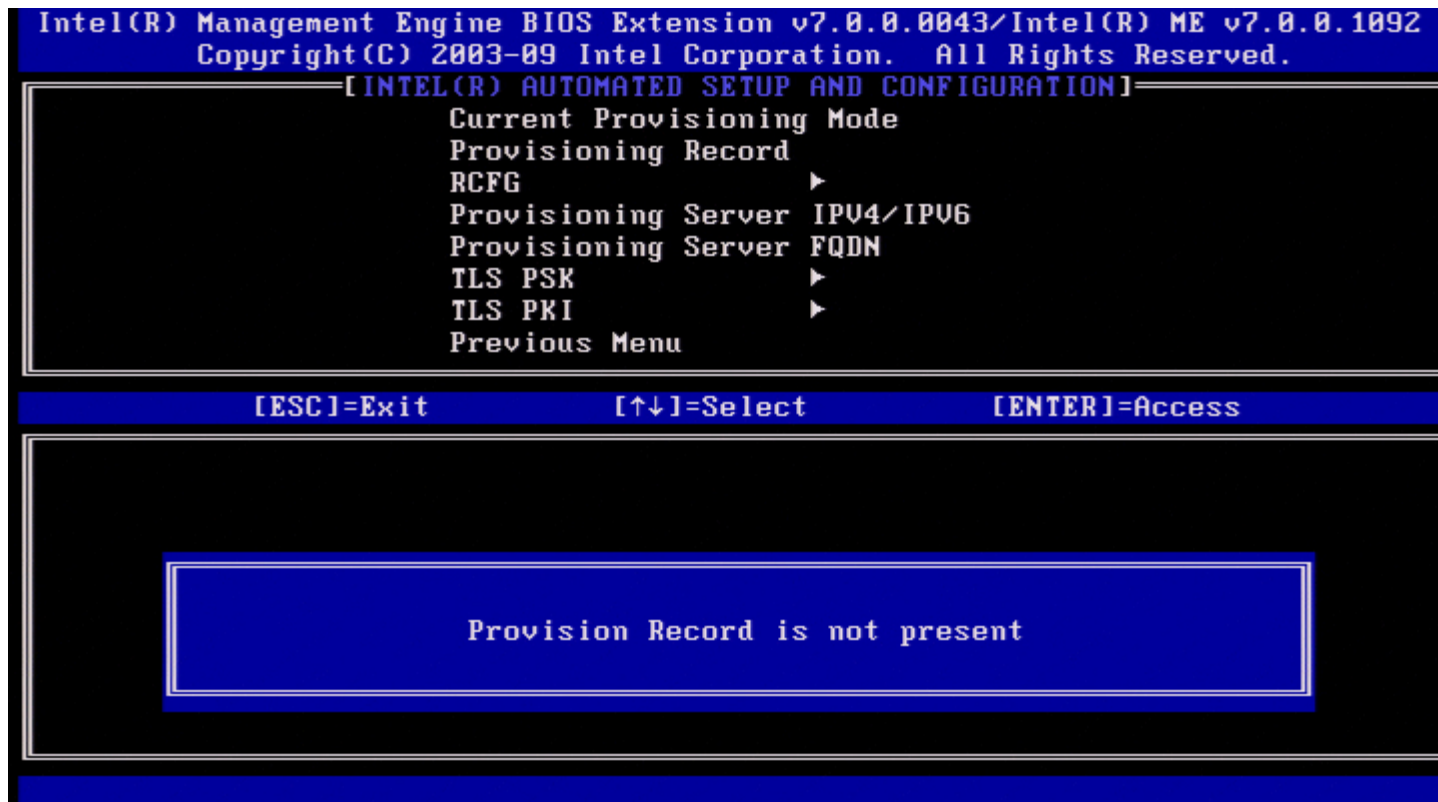 Intel(R) Management Engine BIOS Extension v7.0.0.0043/Intel(R) ME v7.0.0.1092
Copyright(C) 2003-09 Intel Corporation. All Rights Reserved.
[INTEL(R) AUTOMATED SETUP AND CONFIGURATION]
Current Provisioning Mode
Provisioning Record
RCFG ►
Provisioning Server IPV4/IPV6
Provisioning Server FQDN
TLS PSK ►
TLS PKI ►
Previous Menu
[ESC]=Exit [↑↓]=Select [ENTER]=Access
Provision Record is not present